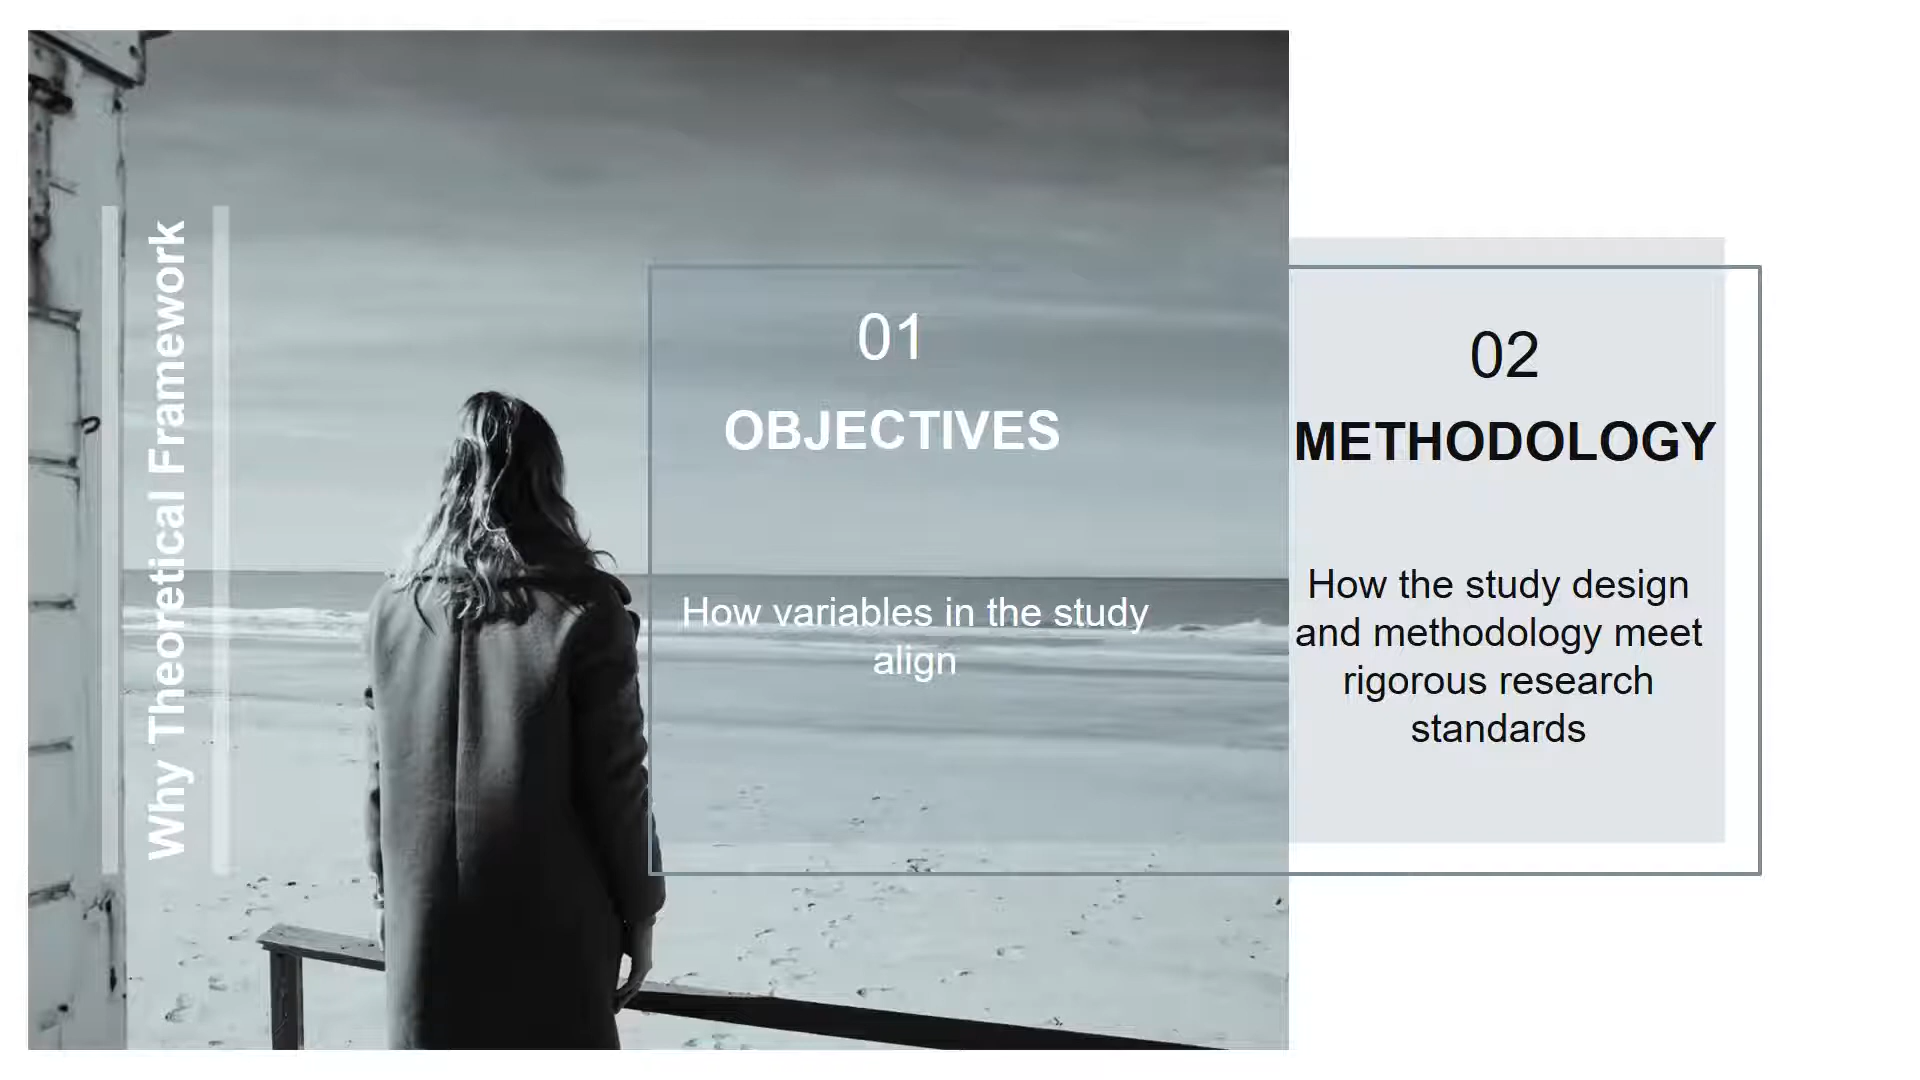 Why Theoretical Framework
01
OBJECTIVES
How variables in the study
align
02
METHODOLOGY
How the study design
and methodology meet
rigorous research
standards